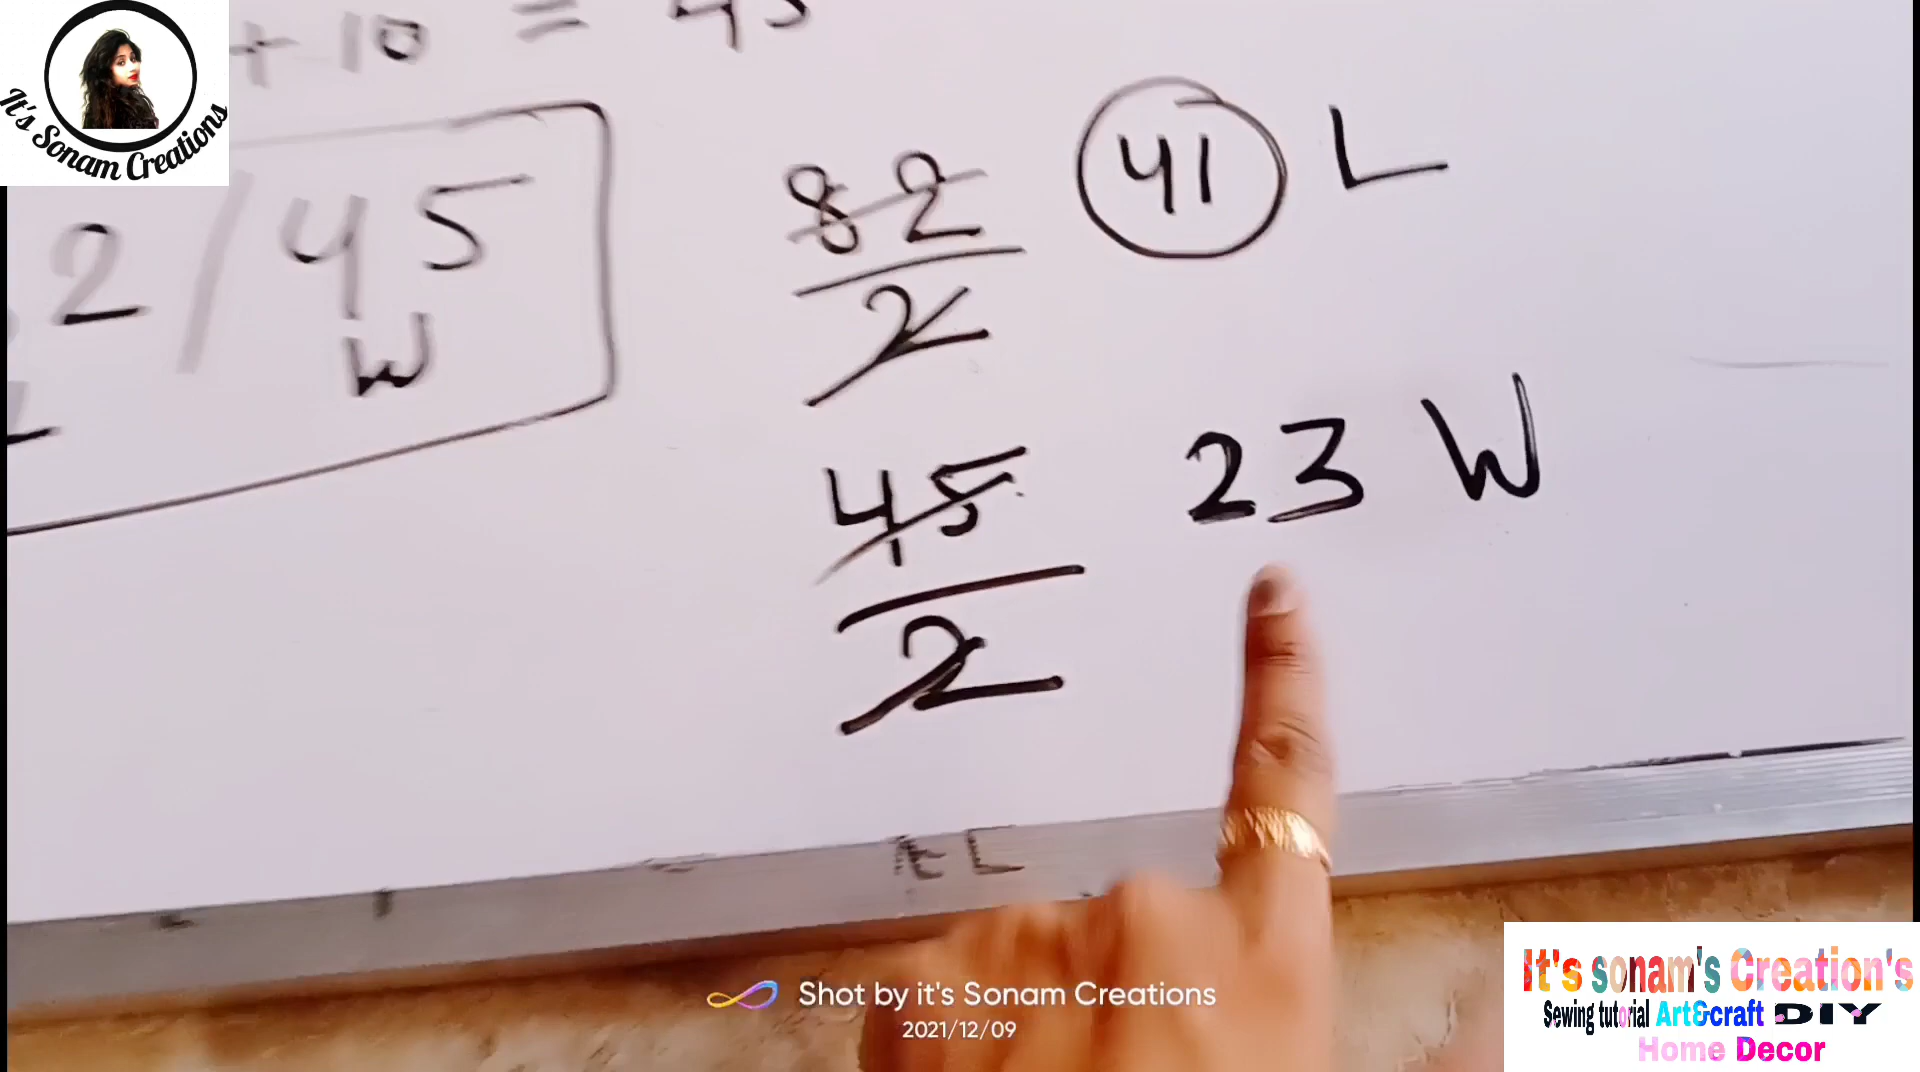 It's Sonam Creations
+ 10 = 45
2/45
W
82
2
41 L
45
2
23 W
EL
Shot by it's Sonam Creations
2021/12/09
It's sonam's Creation's
Sewing tutorial Art&craft DIY
Home Decor